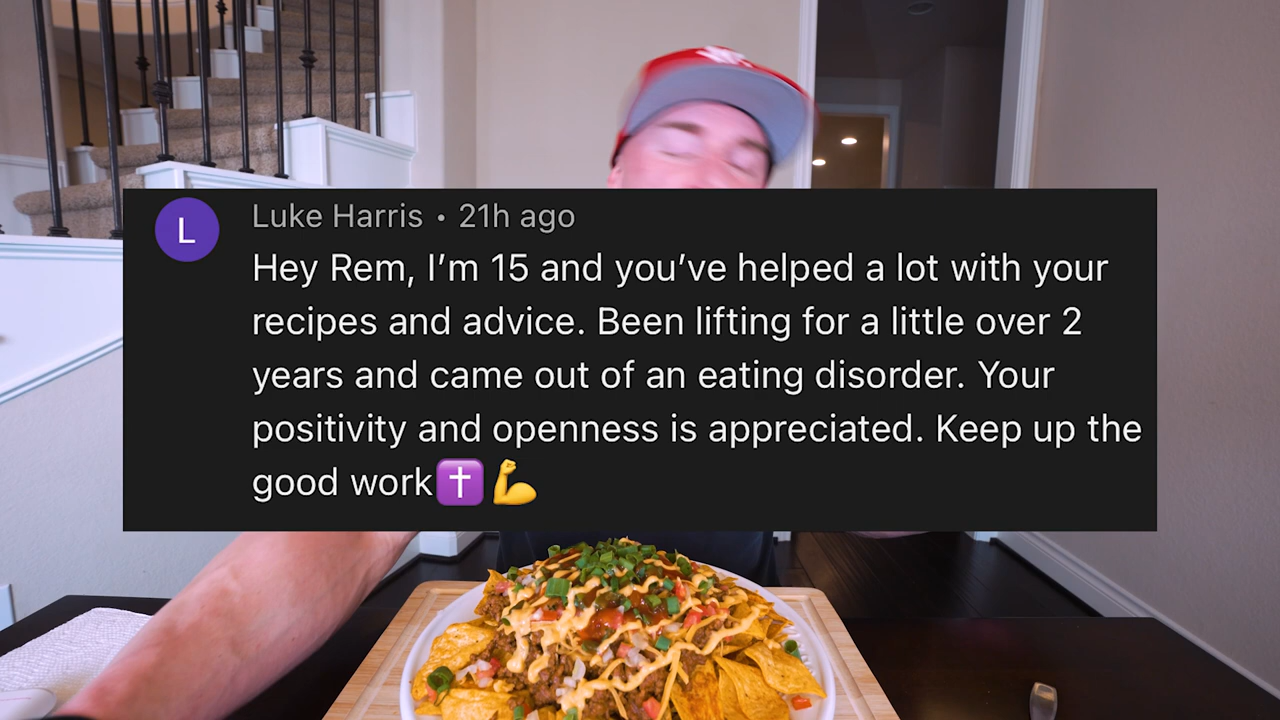 L
Luke Harris • 21h ago
Hey Rem, I’m 15 and you’ve helped a lot with your
recipes and advice. Been lifting for a little over 2
years and came out of an eating disorder. Your
positivity and openness is appreciated. Keep up the
good work✝️💪